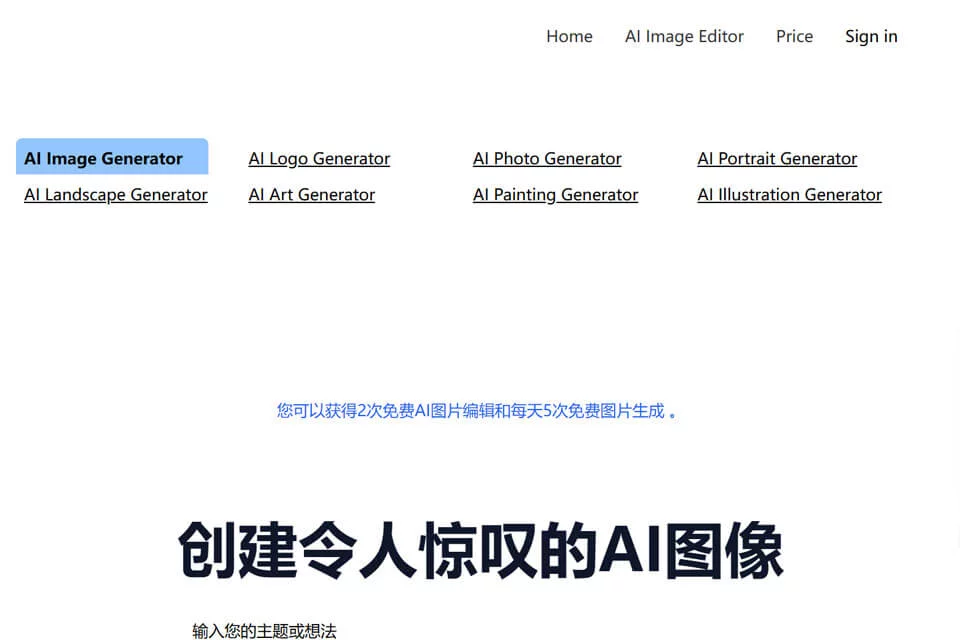 Home AI Image Editor Price Sign in
AI Image Generator AI Logo Generator AI Photo Generator AI Portrait Generator
AI Landscape Generator AI Art Generator AI Painting Generator AI Illustration Generator
您可以获得2次免费AI图片编辑和每天5次免费图片生成 。
创建令人惊叹的AI图像
输入您的主题或想法